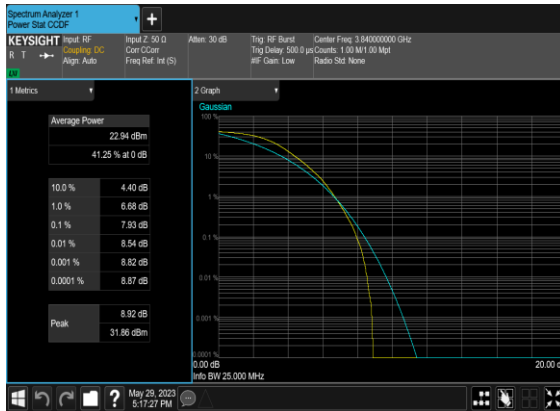 Spectrum Analyzer 1
Power Stat CCDF
+
KEYSIGHT
R T
LXI
Input: RF
Coupling: DC
Align: Auto
Input Z: 50 Ω
Corr CCorr
Freq Ref: Int (S)
Atten: 30 dB
Trig: RF Burst
Trig Delay: 500.0 µs
#IF Gain: Low
Center Freq: 3.840000000 GHz
Counts: 1.00 M/1.00 Mpt
Radio Std: None
1 Metrics
Average Power
22.94 dBm
41.25 % at 0 dB
10.0 % 4.40 dB
1.0 % 6.68 dB
0.1 % 7.93 dB
0.01 % 8.54 dB
0.001 % 8.82 dB
0.0001 % 8.87 dB
Peak
8.92 dB
31.86 dBm
2 Graph
Gaussian
100 %
10 %
1 %
0.1 %
0.01 %
0.001 %
0.0001 %
0.00 dB
20.00 d
Info BW 25.000 MHz
?
May 29, 2023
5:17:27 PM